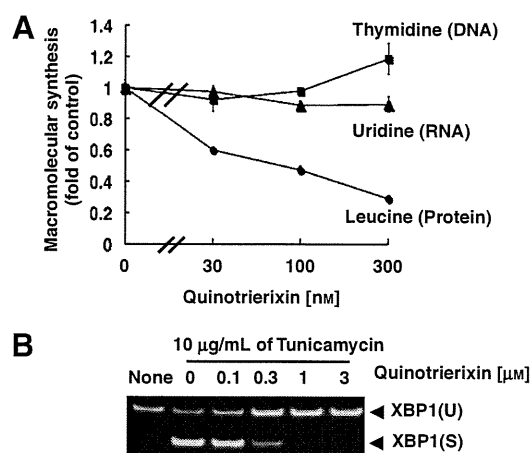 A
Macromolecular synthesis
(fold of control)
1.4
1.2
1
0.8
0.6
0.4
0.2
0
Thymidine (DNA)
Uridine (RNA)
Leucine (Protein)
0 30 100 300
Quinotrierixin [nM]
B
10 μg/mL of Tunicamycin
None 0 0.1 0.3 1 3 Quinotrierixin [μM]
XBP1(U)
XBP1(S)